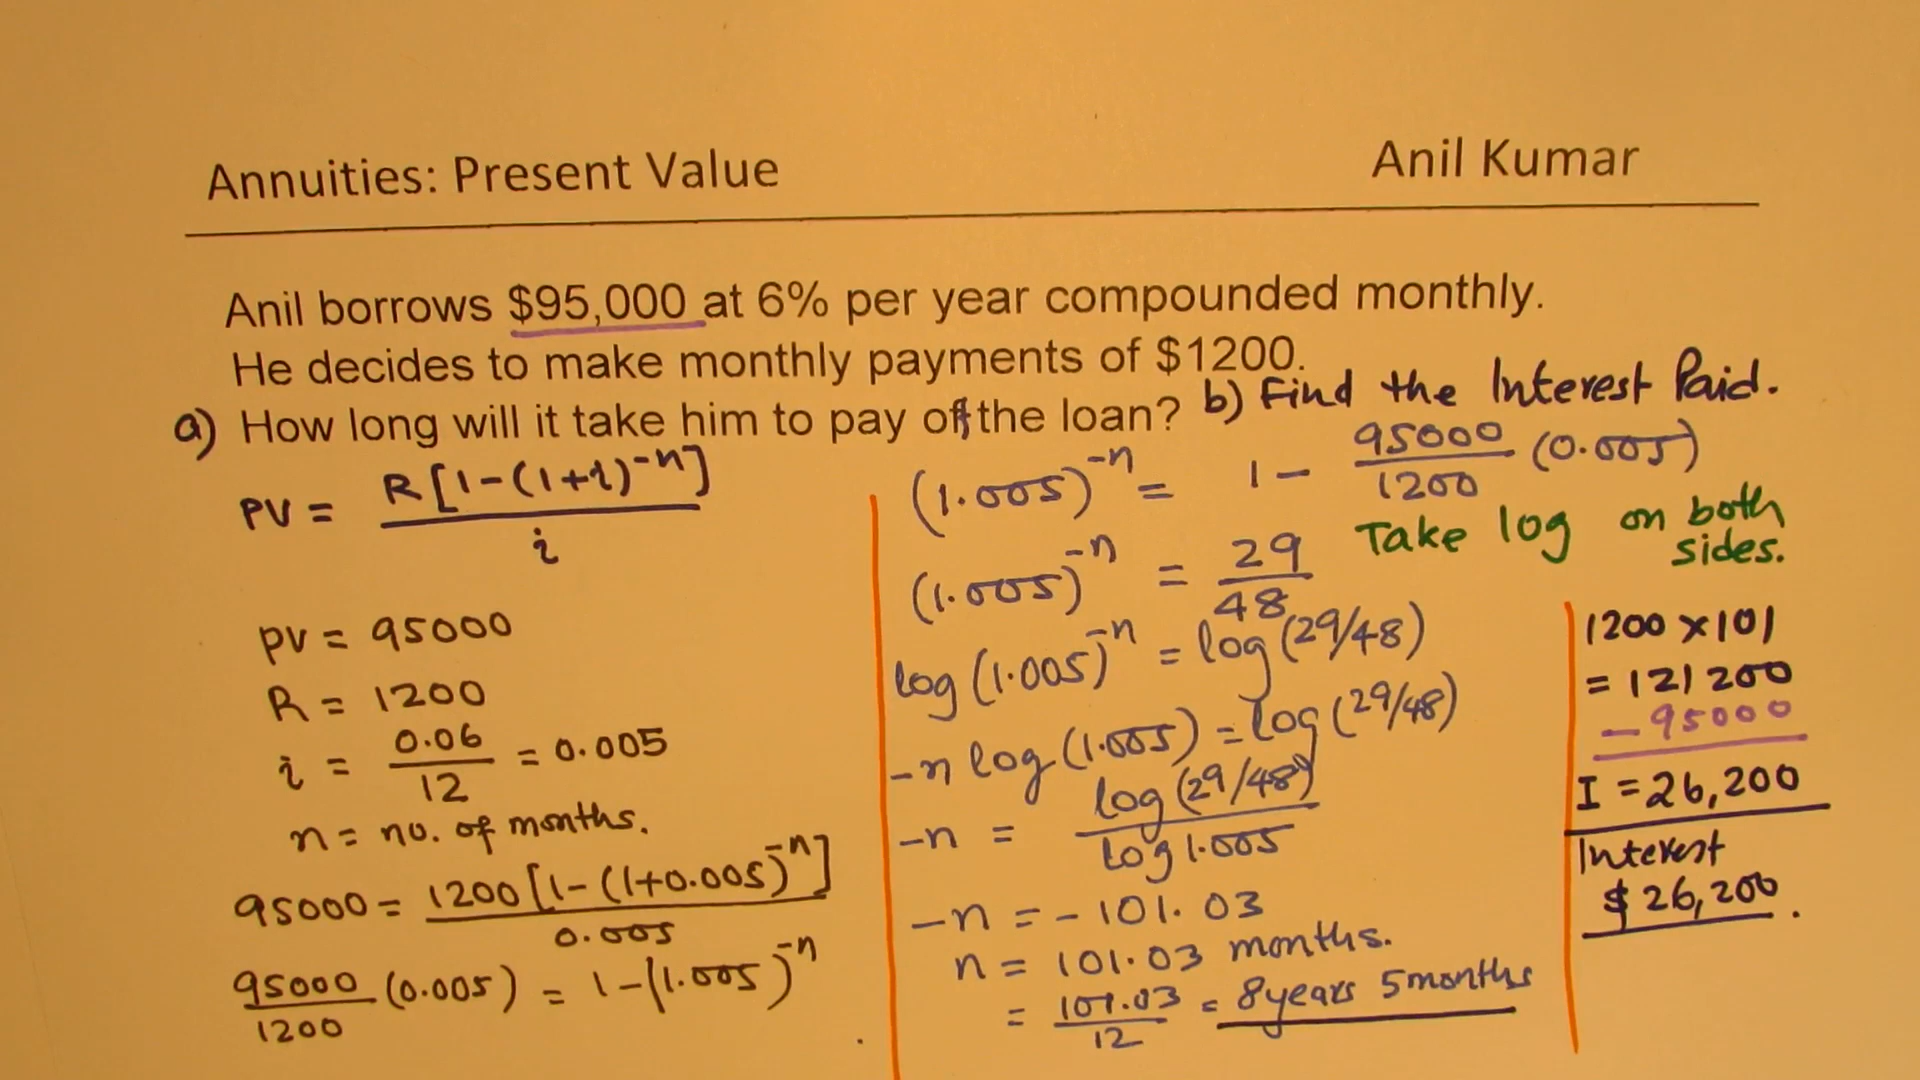 Annuities: Present Value
Anil Kumar
Anil borrows $95,000 at 6% per year compounded monthly.
He decides to make monthly payments of $1200.
a) How long will it take him to pay off the loan?
b) Find the Interest Paid.
PV = R[1-(1+i)^-n] / i
PV = 95000
R = 1200
i = 0.06/12 = 0.005
n = no. of months.
95000 = 1200[1-(1+0.005)^-n] / 0.005
95000/1200 (0.005) = 1-(1.005)^-n
(1.005)^-n = 1 - 95000/1200 (0.005)
Take log on both sides.
(1.005)^-n = 29/48
log(1.005)^-n = log(29/48)
-n log(1.005) = log(29/48)
-n = log(29/48) / log 1.005
-n = -101.03
n = 101.03 months.
= 101.03/12 = 8 years 5 months
1200 x 101
= 121 200
- 95000
I = 26,200
Interest
$ 26,200.